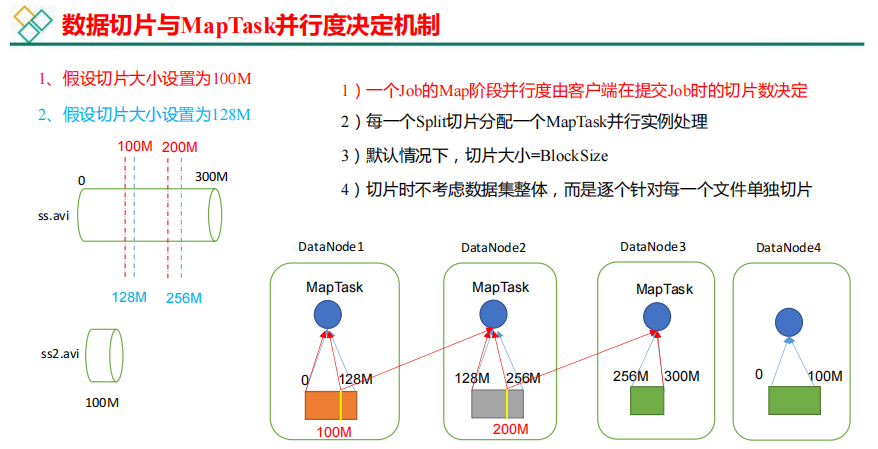 数据切片与MapTask并行度决定机制
1、假设切片大小设置为100M
2、假设切片大小设置为128M
1）一个Job的Map阶段并行度由客户端在提交Job时的切片数决定
2）每一个Split切片分配一个MapTask并行实例处理
3）默认情况下，切片大小=BlockSize
4）切片时不考虑数据集整体，而是逐个针对每一个文件单独切片
100M 200M
0 300M
ss.avi
128M 256M
ss2.avi
100M
DataNode1 DataNode2 DataNode3 DataNode4
MapTask MapTask MapTask
0 128M 128M 256M 256M 300M 0 100M
100M 200M